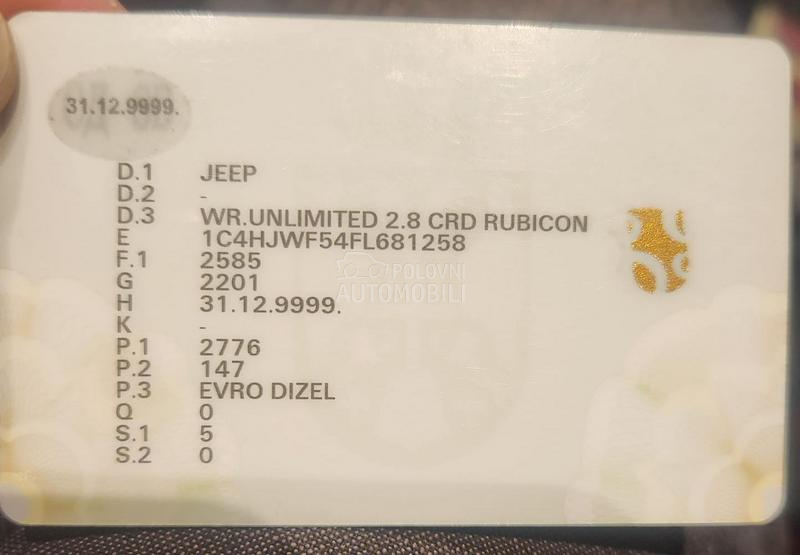 31.12.9999.
D.1 JEEP
D.2 -
D.3 WR.UNLIMITED 2.8 CRD RUBICON
E 1C4HJWF54FL681258
F.1 2585
G 2201
H 31.12.9999.
K -
P.1 2776
P.2 147
P.3 EVRO DIZEL
Q 0
S.1 5
S.2 0
POLOVNI
AUTOMOBILI